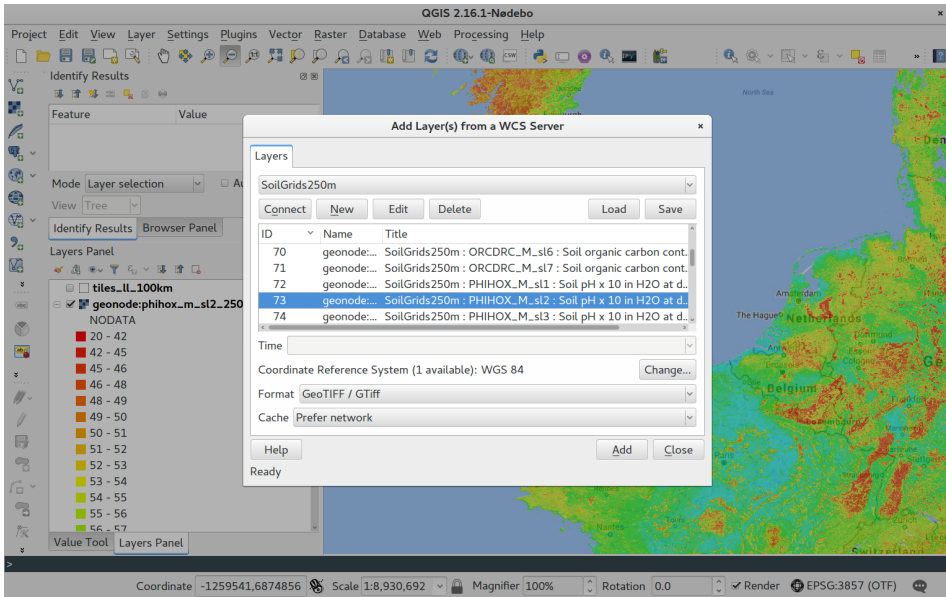 QGIS 2.16.1-Nødebo
Project Edit View Layer Settings Plugins Vector Raster Database Web Processing Help
Identify Results
Feature Value
Mode Layer selection
View Tree
Identify Results Browser Panel
Layers Panel
tiles_ll_100km
geonode:phihox_m_sl2_250
NODATA
20 - 42
42 - 45
45 - 46
46 - 48
48 - 49
49 - 50
50 - 51
51 - 52
52 - 53
53 - 54
54 - 55
55 - 56
56 - 57
Value Tool Layers Panel
Add Layer(s) from a WCS Server
Layers
SoilGrids250m
Connect New Edit Delete Load Save
ID Name Title
70 geonode:... SoilGrids250m : ORCDRC_M_sl6 : Soil organic carbon cont.
71 geonode:... SoilGrids250m : ORCDRC_M_sl7 : Soil organic carbon cont.
72 geonode:... SoilGrids250m : PHIHOX_M_sl1 : Soil pH x 10 in H2O at d..
73 geonode:... SoilGrids250m : PHIHOX_M_sl2 : Soil pH x 10 in H2O at d..
74 geonode:... SoilGrids250m : PHIHOX_M_sl3 : Soil pH x 10 in H2O at d..
Time
Coordinate Reference System (1 available): WGS 84
Change...
Format GeoTIFF / GTiff
Cache Prefer network
Help Add Close
Ready
North Sea
Amsterdam
The Hague
Netherlands
Belgium
Paris
Nantes
Tours
Zurich
Switzerland
>
Coordinate -1259541,6874856 Scale 1:8,930,692 Magnifier 100% Rotation 0.0 Render EPSG:3857 (OTF)